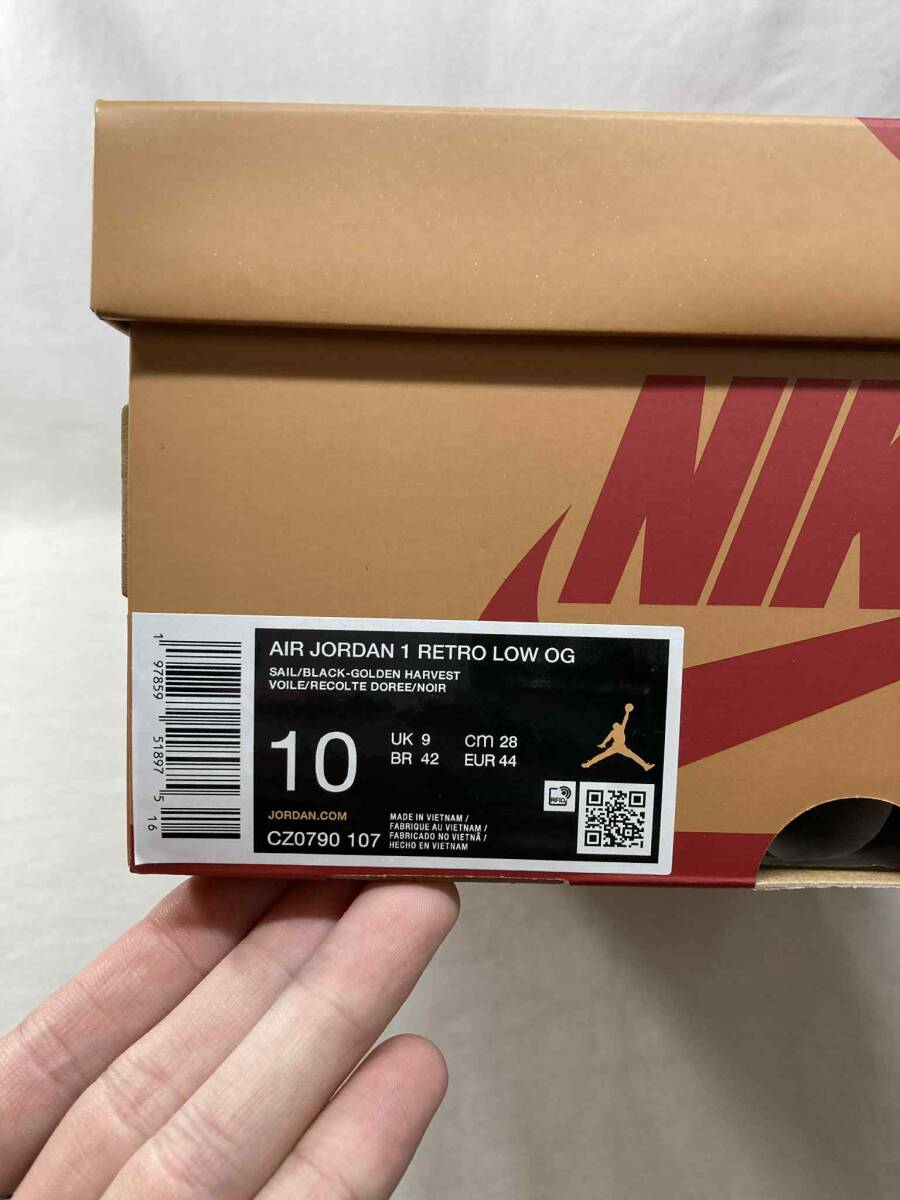 NIK
AIR JORDAN 1 RETRO LOW OG
SAIL/BLACK-GOLDEN HARVEST
VOILE/RECOLTE DOREE/NOIR
10
UK 9 cm 28
BR 42 EUR 44
RFID
JORDAN.COM
CZ0790 107
MADE IN VIETNAM /
FABRIQUE AU VIETNAM /
FABRICADO NO VIETNÃ /
HECHO EN VIETNAM
1 97859 51897 5 16